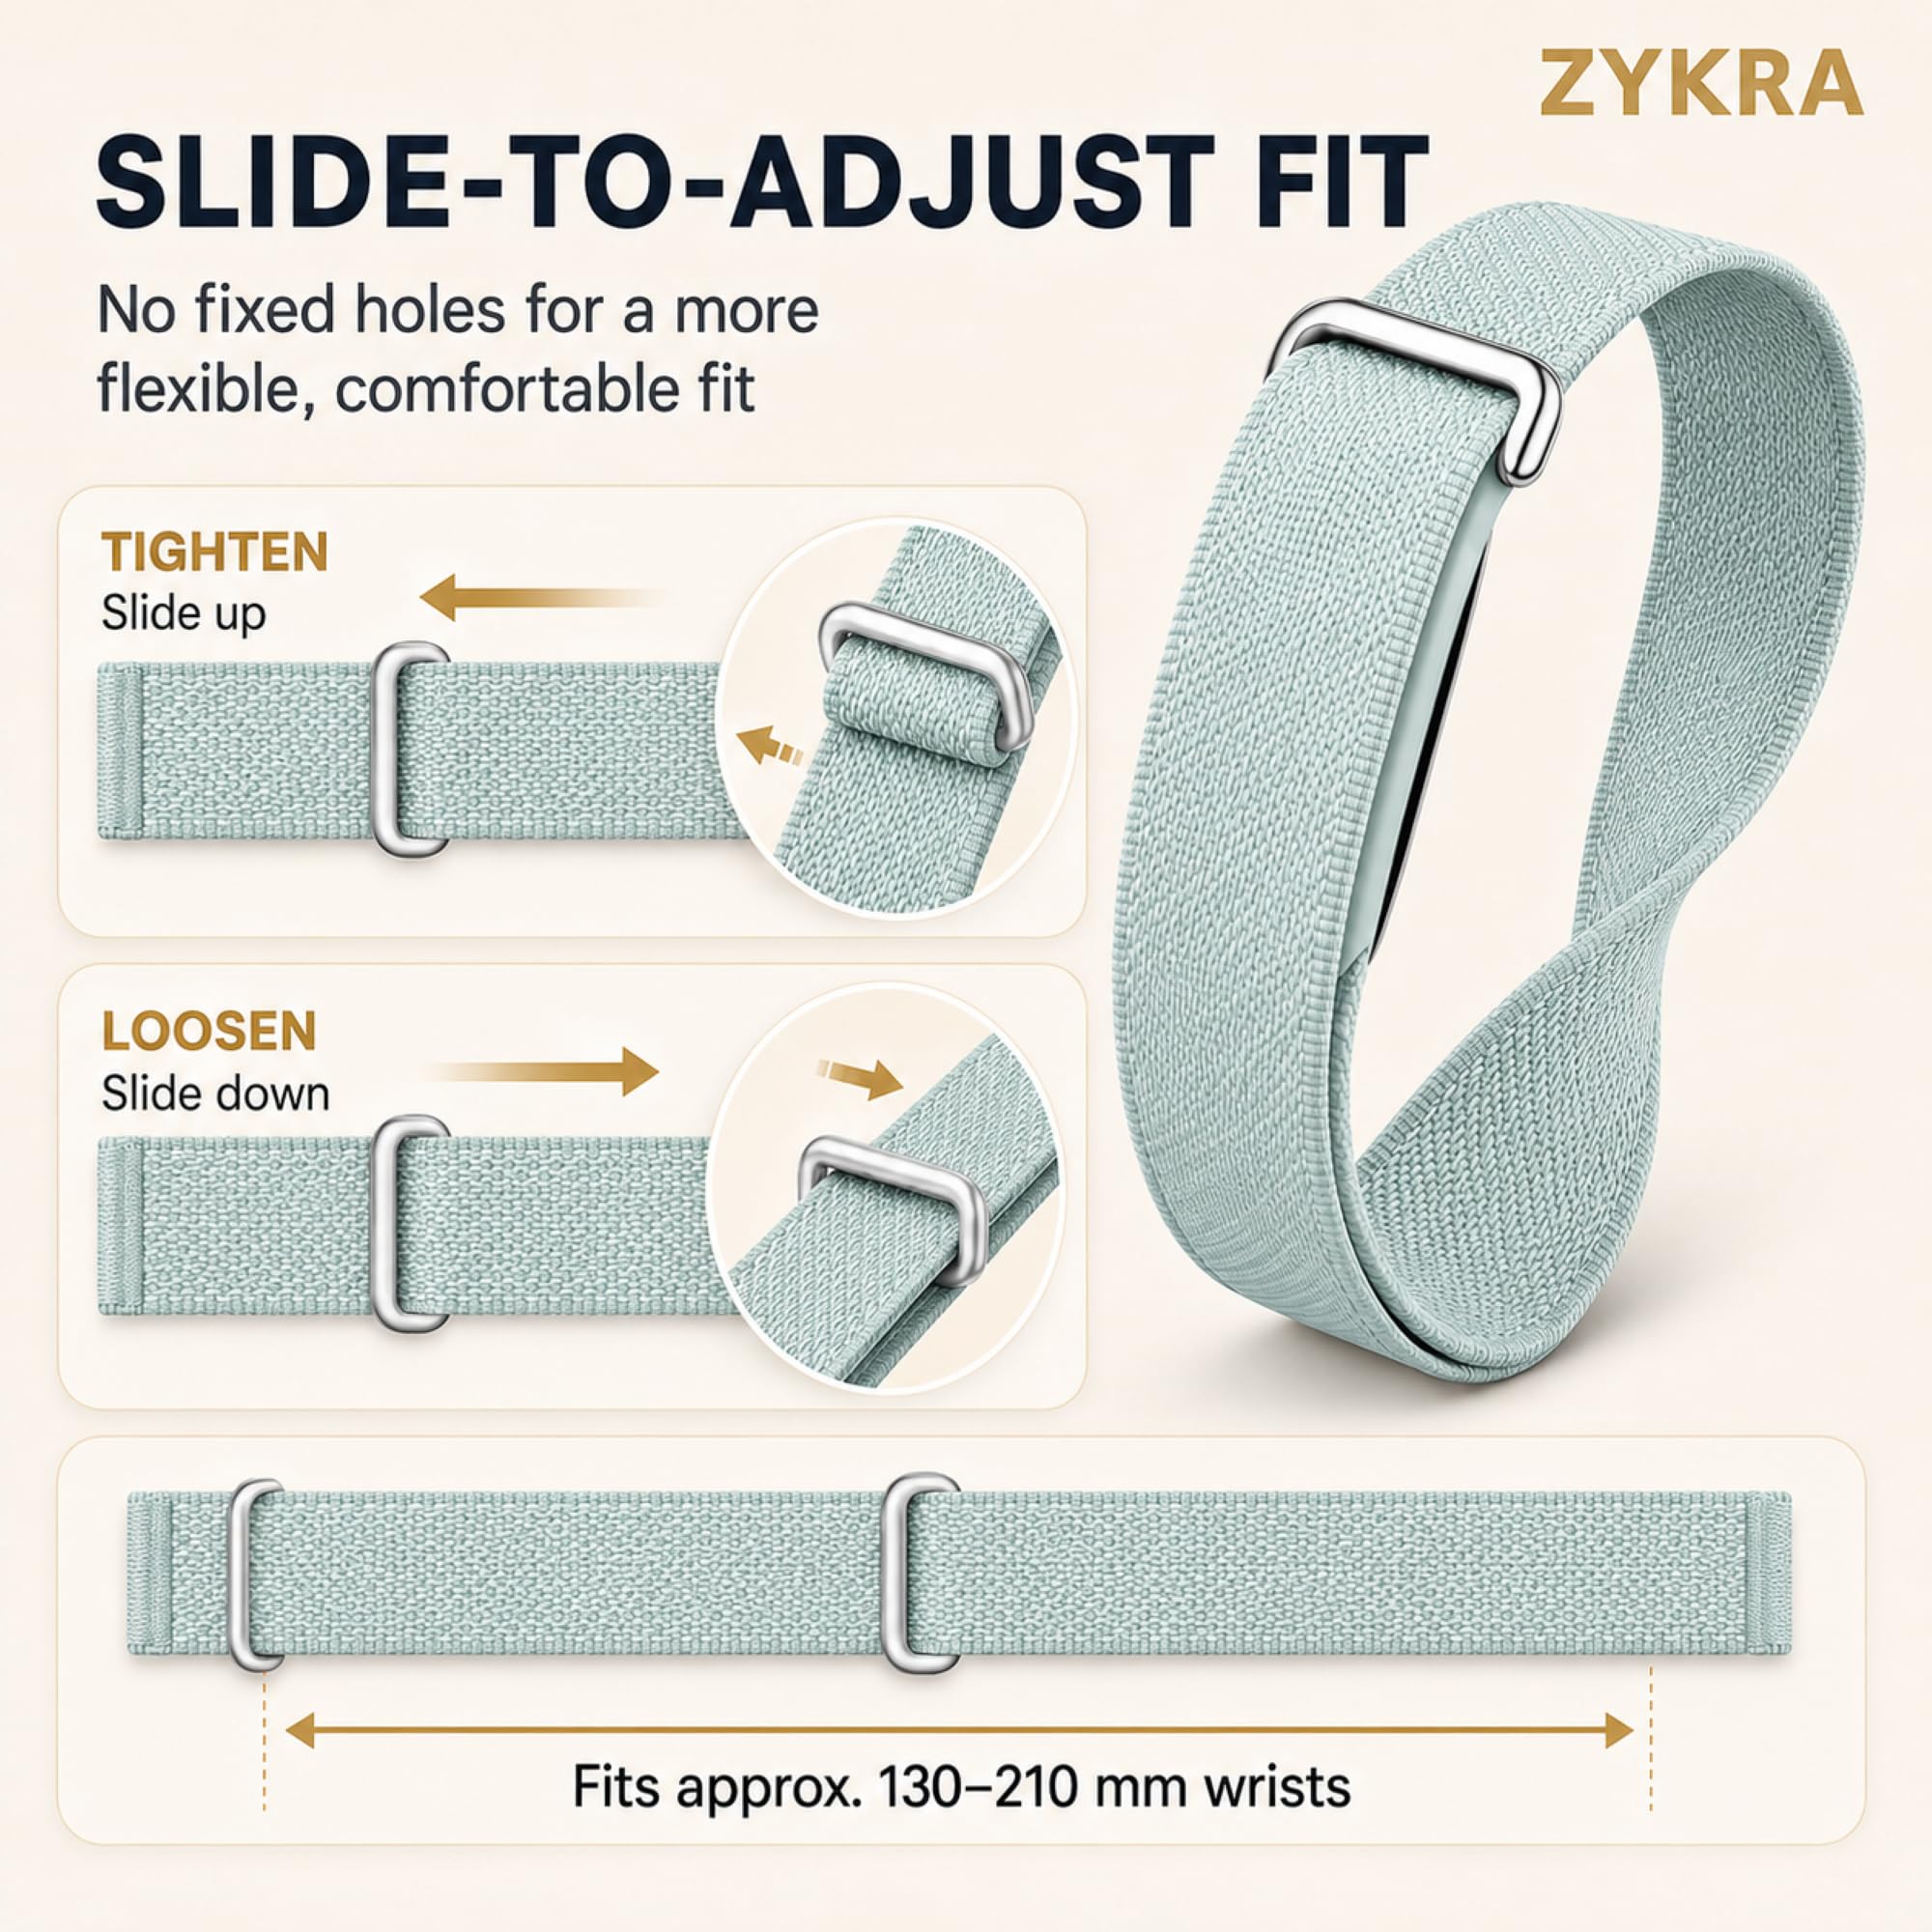 ZYKRA
SLIDE-TO-ADJUST FIT
No fixed holes for a more
flexible, comfortable fit
TIGHTEN
Slide up
LOOSEN
Slide down
Fits approx. 130–210 mm wrists